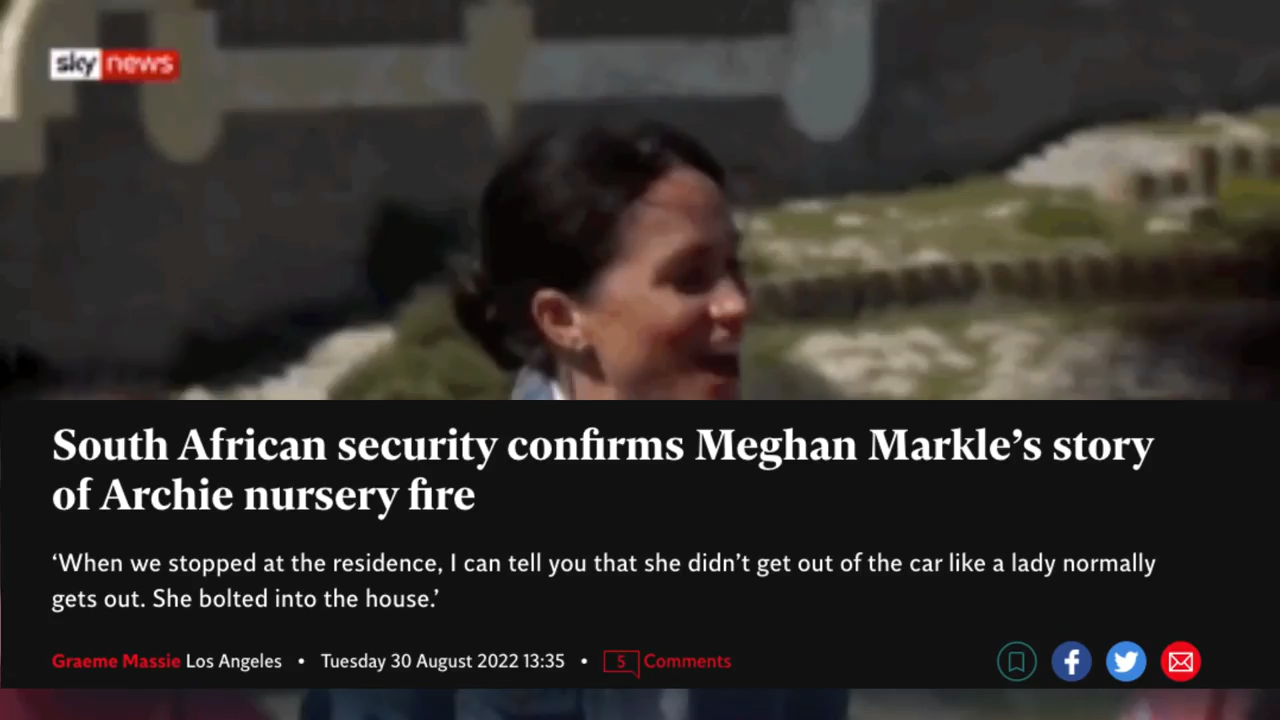 sky news
South African security confirms Meghan Markle’s story
of Archie nursery fire
‘When we stopped at the residence, I can tell you that she didn’t get out of the car like a lady normally
gets out. She bolted into the house.’
Graeme Massie Los Angeles • Tuesday 30 August 2022 13:35 • 5 Comments